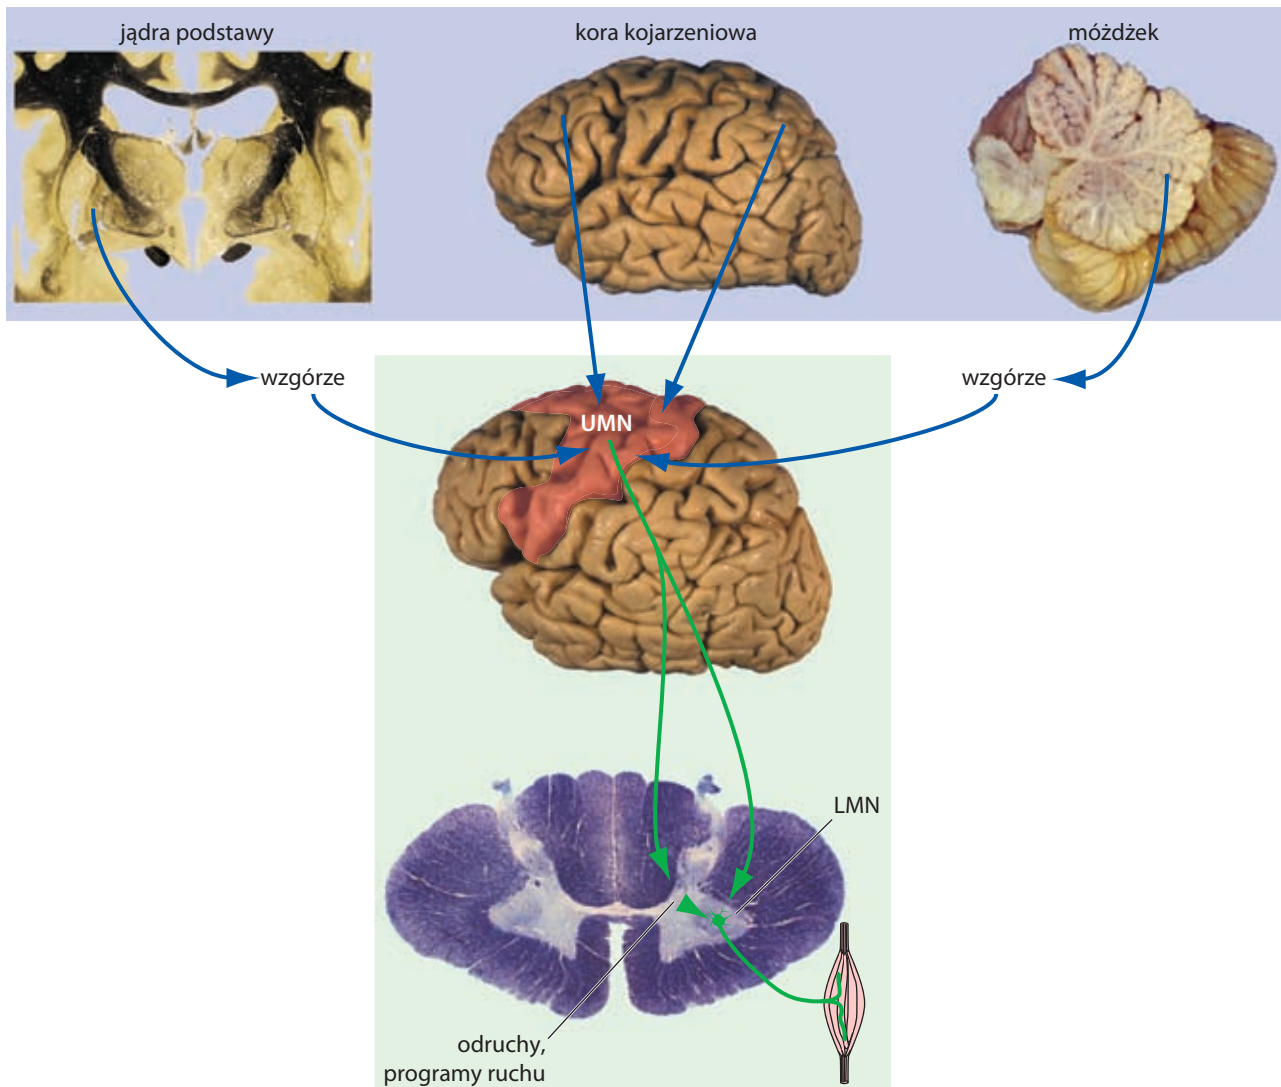 jądra podstawy
kora kojarzeniowa
móżdżek
wzgórze
wzgórze
UMN
LMN
odruchy,
programy ruchu